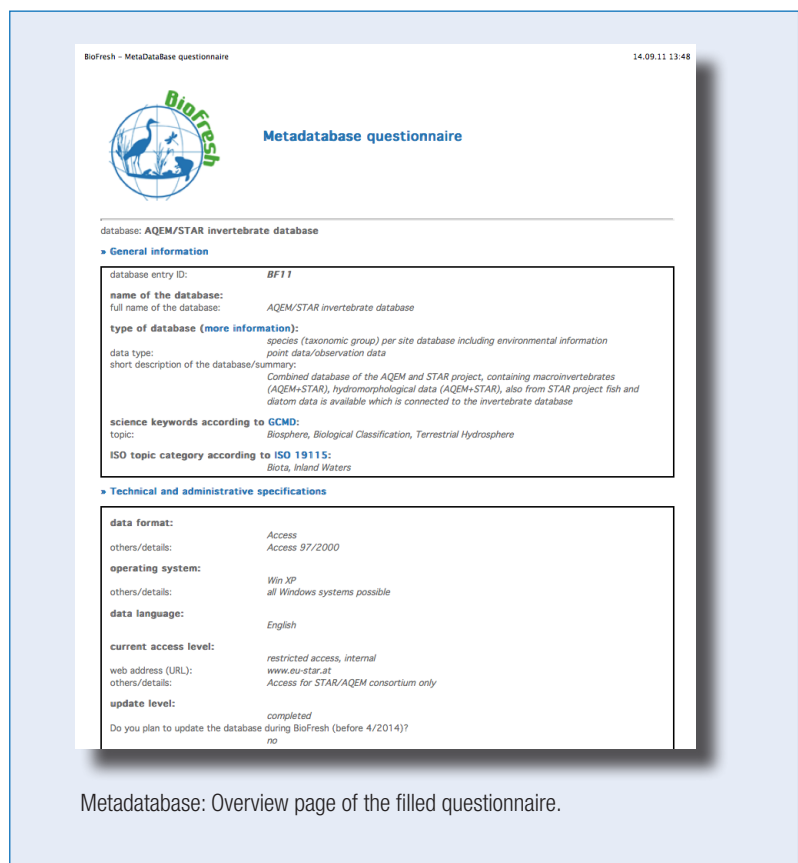 BioFresh – MetaDataBase questionnaire 14.09.11 13:48
BioFresh
Metadatabase questionnaire
database: AQEM/STAR invertebrate database
» General information
database entry ID: BF11
name of the database:
full name of the database: AQEM/STAR invertebrate database
type of database (more information):
species (taxonomic group) per site database including environmental information
data type: point data/observation data
short description of the database/summary:
Combined database of the AQEM and STAR project, containing macroinvertebrates
(AQEM+STAR), hydromorphological data (AQEM+STAR), also from STAR project fish and
diatom data is available which is connected to the invertebrate database
science keywords according to GCMD:
topic: Biosphere, Biological Classification, Terrestrial Hydrosphere
ISO topic category according to ISO 19115:
Biota, Inland Waters
» Technical and administrative specifications
data format:
Access
others/details: Access 97/2000
operating system:
Win XP
others/details: all Windows systems possible
data language:
English
current access level:
restricted access, internal
web address (URL): www.eu-star.at
others/details: Access for STAR/AQEM consortium only
update level:
completed
Do you plan to update the database during BioFresh (before 4/2014)?
no
Metadatabase: Overview page of the filled questionnaire.